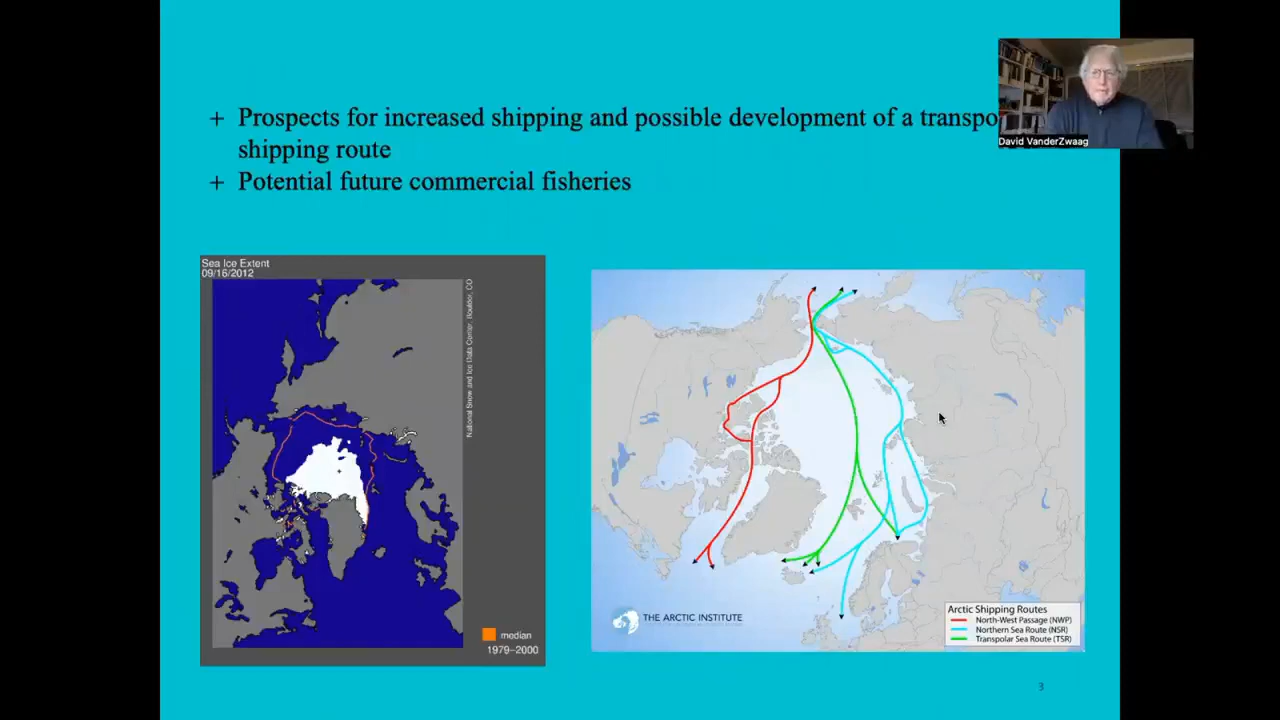 + Prospects for increased shipping and possible development of a transpo
shipping route
+ Potential future commercial fisheries
David VanderZwaag
Sea Ice Extent
09/16/2012
National Snow and Ice Data Center, Boulder, CO
median
1979–2000
THE ARCTIC INSTITUTE
Arctic Shipping Routes
North-West Passage (NWP)
Northern Sea Route (NSR)
Transpolar Sea Route (TSR)
3